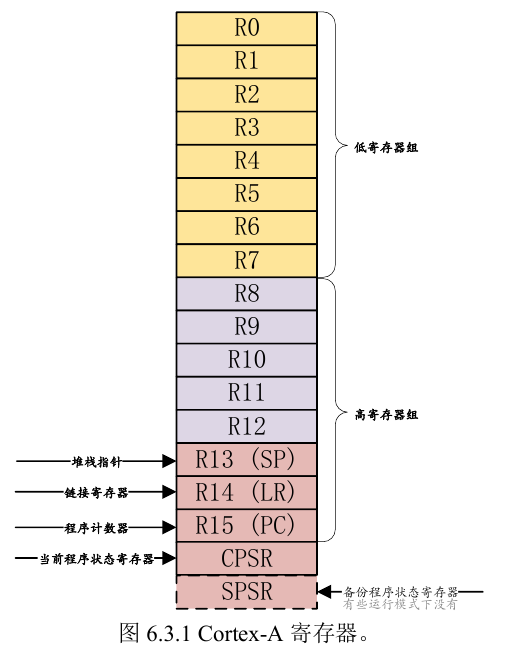 R0
R1
R2
R3
低寄存器组
R4
R5
R6
R7
R8
R9
R10
R11
高寄存器组
R12
堆栈指针 R13 (SP)
链接寄存器 R14 (LR)
程序计数器 R15 (PC)
当前程序状态寄存器 CPSR
SPSR 备份程序状态寄存器
有些运行模式下没有
图 6.3.1 Cortex-A 寄存器。